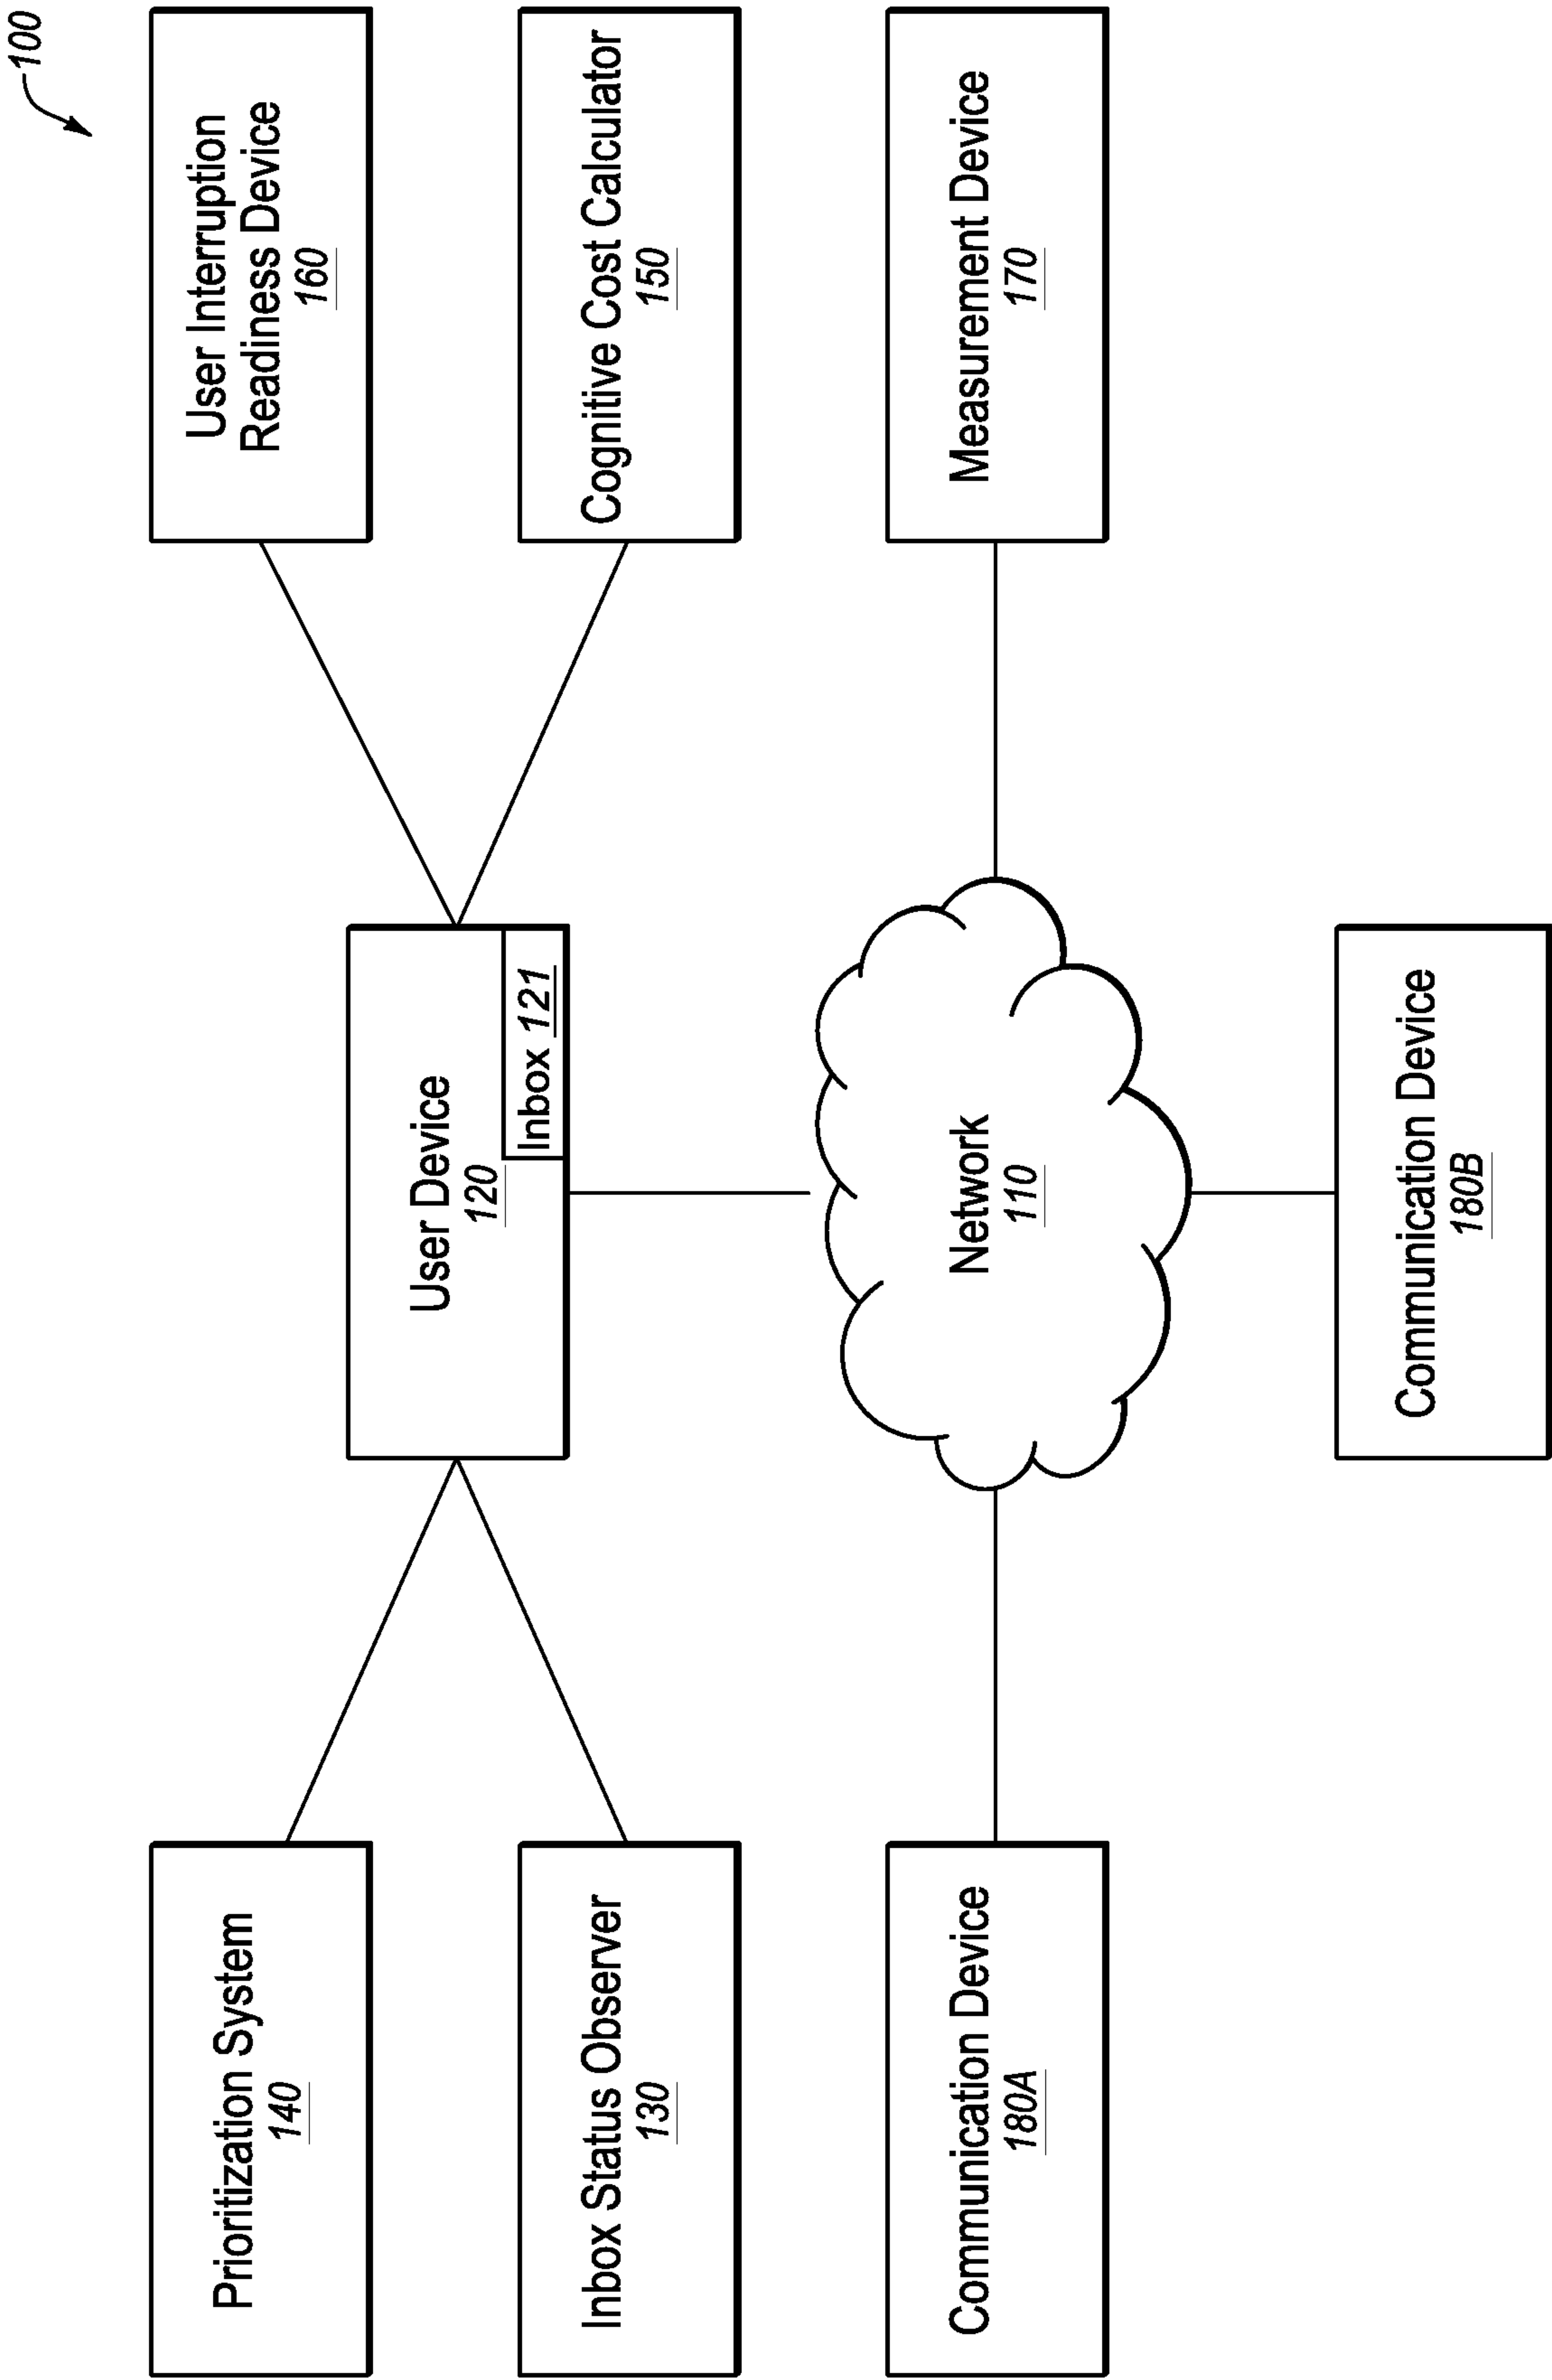 100
Prioritization System
140
User Device
120
Inbox 121
User Interruption
Readiness Device
160
Inbox Status Observer
130
Cognitive Cost Calculator
150
Communication Device
180A
Network
110
Measurement Device
170
Communication Device
180B